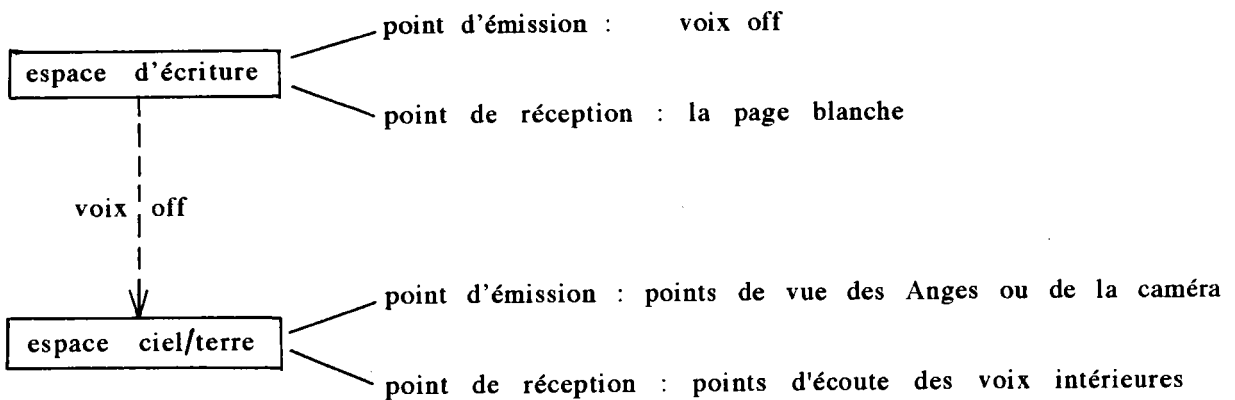 point d'émission : voix off
espace d'écriture
point de réception : la page blanche
voix off
point d'émission : points de vue des Anges ou de la caméra
espace ciel/terre
point de réception : points d'écoute des voix intérieures